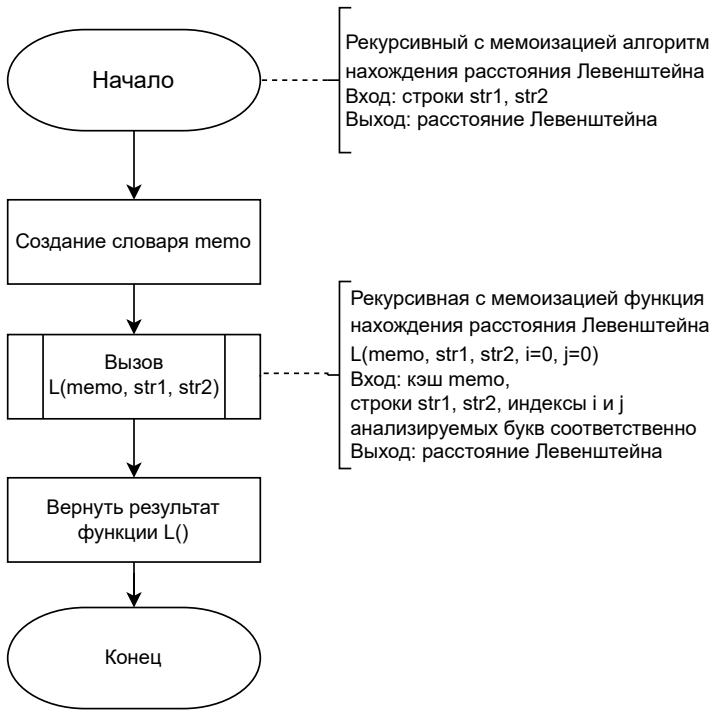 Начало
Рекурсивный с мемоизацией алгоритм
нахождения расстояния Левенштейна
Вход: строки str1, str2
Выход: расстояние Левенштейна
Создание словаря memo
Вызов
L(memo, str1, str2)
Рекурсивная с мемоизацией функция
нахождения расстояния Левенштейна
L(memo, str1, str2, i=0, j=0)
Вход: кэш memo,
строки str1, str2, индексы i и j
анализируемых букв соответственно
Выход: расстояние Левенштейна
Вернуть результат
функции L()
Конец